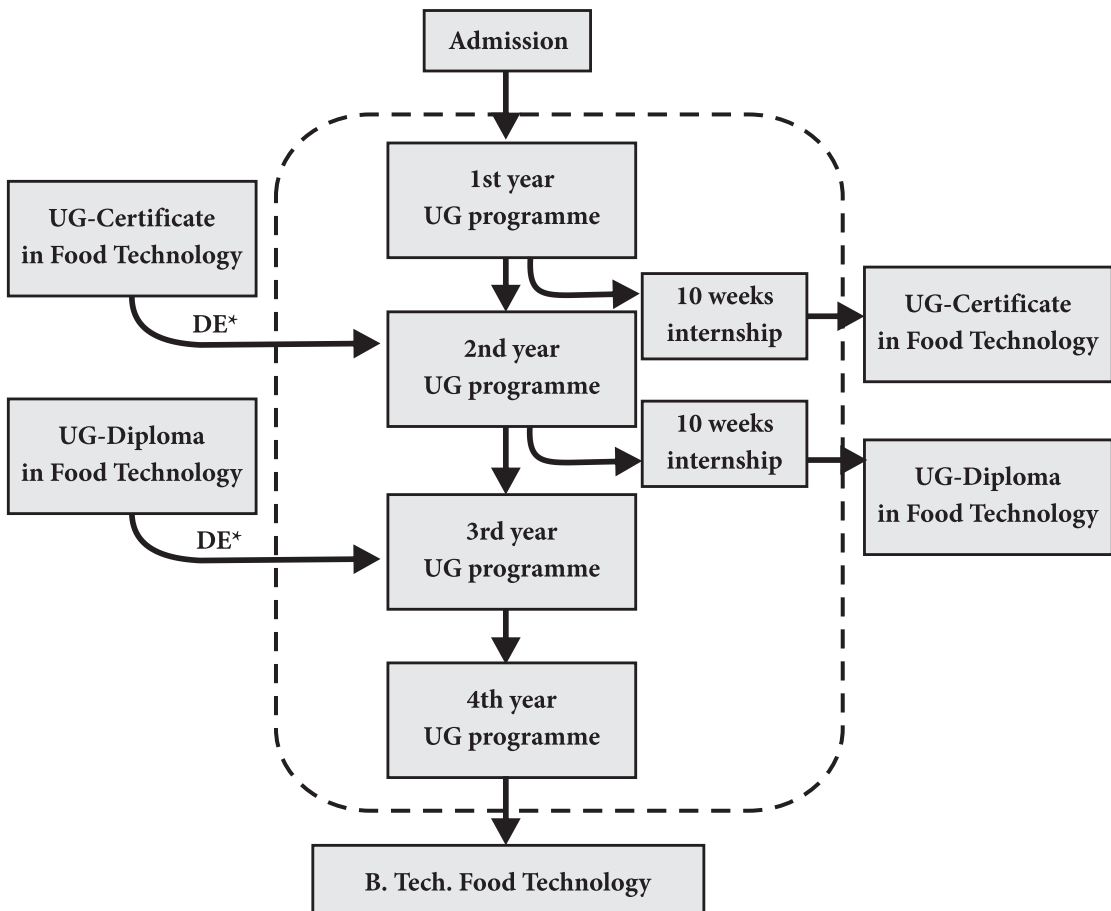 Admission
1st year
UG programme
UG-Certificate
in Food Technology
DE*
10 weeks
internship
UG-Certificate
in Food Technology
2nd year
UG programme
UG-Diploma
in Food Technology
DE*
10 weeks
internship
UG-Diploma
in Food Technology
3rd year
UG programme
4th year
UG programme
B. Tech. Food Technology